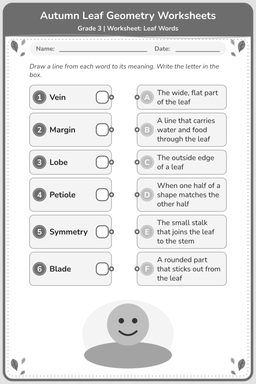 Autumn Leaf Geometry Worksheets
Grade 3 | Worksheet: Leaf Words
Name:
Date:
Draw a line from each word to its meaning. Write the letter in the
box.
1 Vein
A The wide, flat part
of the leaf
2 Margin
B A line that carries
water and food
through the leaf
3 Lobe
C The outside edge
of a leaf
4 Petiole
D When one half of a
shape matches the
other half
5 Symmetry
E The small stalk
that joins the leaf
to the stem
6 Blade
F A rounded part
that sticks out from
the leaf